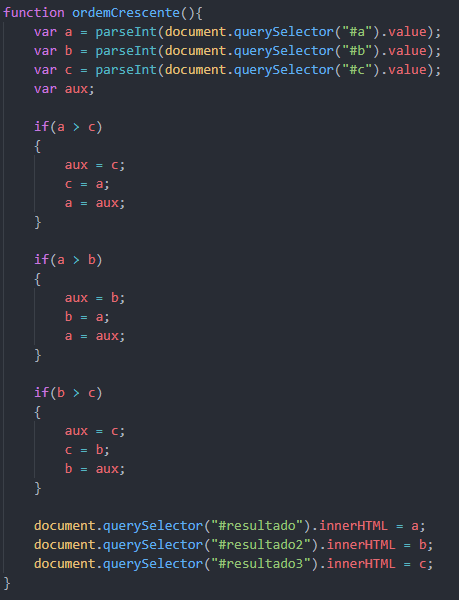 function ordemCrescente(){
    var a = parseInt(document.querySelector("#a").value);
    var b = parseInt(document.querySelector("#b").value);
    var c = parseInt(document.querySelector("#c").value);
    var aux;

    if(a > c)
    {
        aux = c;
        c = a;
        a = aux;
    }

    if(a > b)
    {
        aux = b;
        b = a;
        a = aux;
    }

    if(b > c)
    {
        aux = c;
        c = b;
        b = aux;
    }

    document.querySelector("#resultado").innerHTML = a;
    document.querySelector("#resultado2").innerHTML = b;
    document.querySelector("#resultado3").innerHTML = c;
}